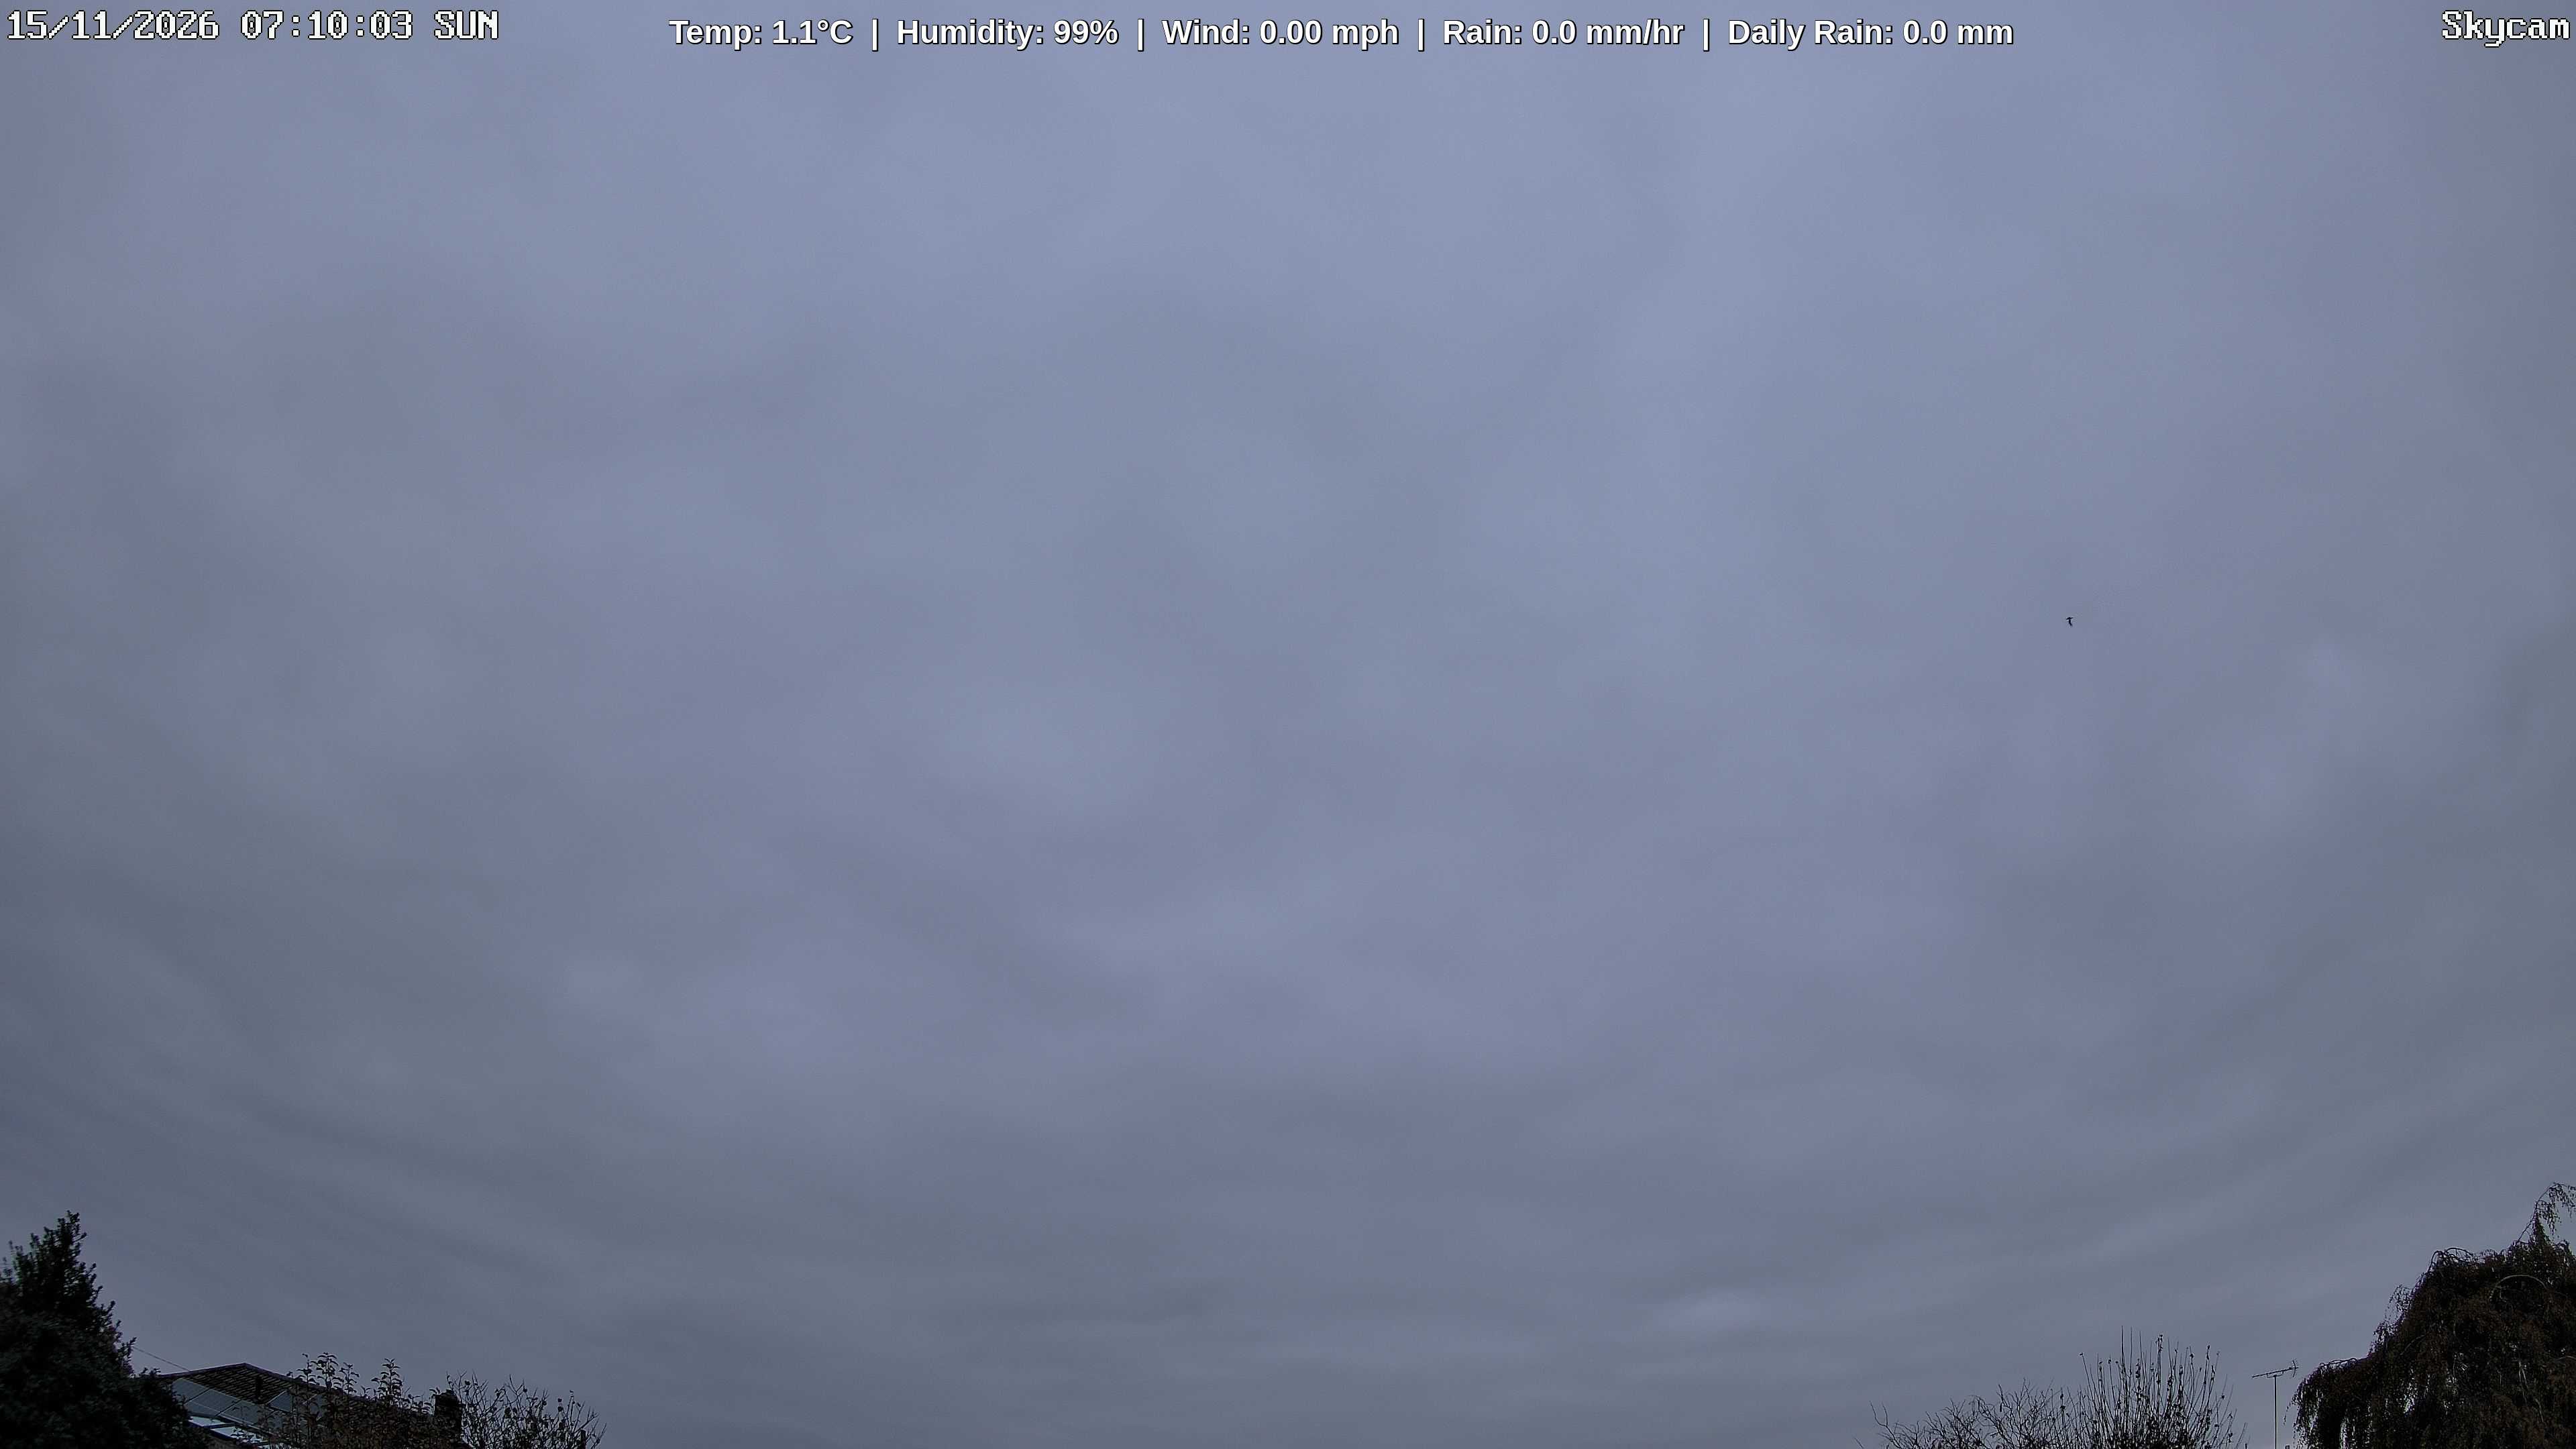 15/11/2026 07:10:03 SUN
Temp: 1.1°C | Humidity: 99% | Wind: 0.00 mph | Rain: 0.0 mm/hr | Daily Rain: 0.0 mm
Skycam